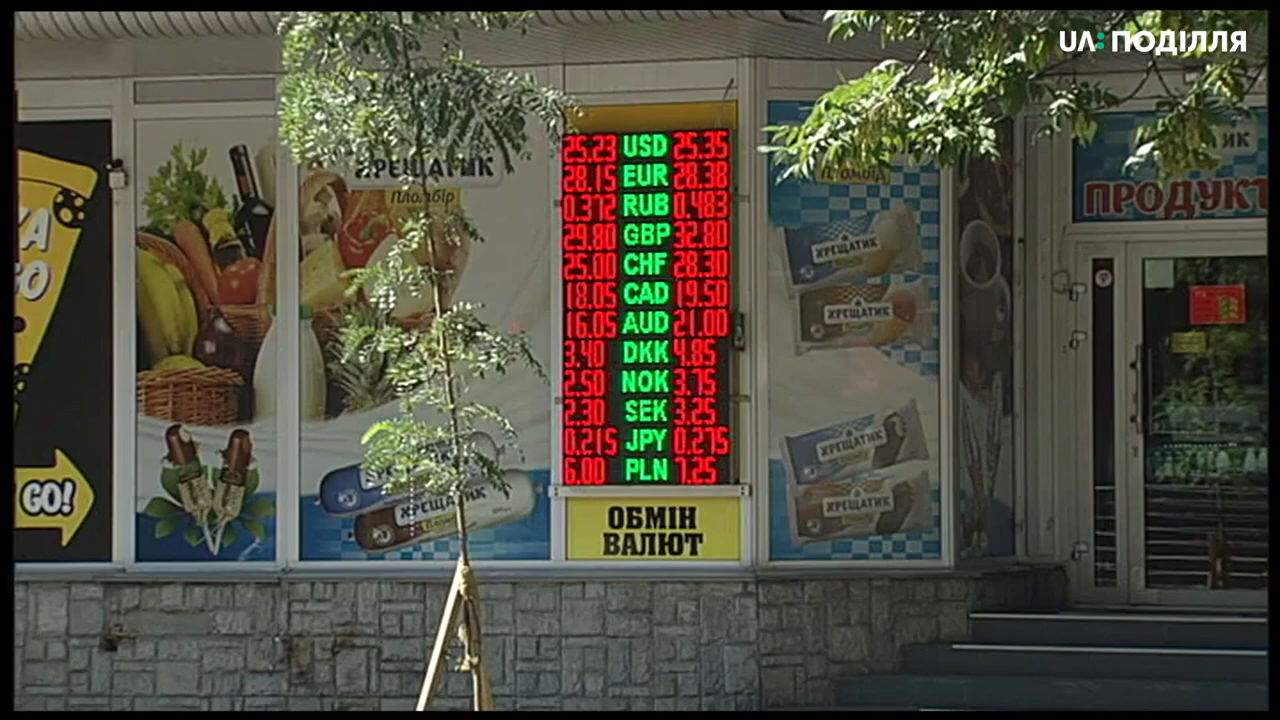 UA:ПОДІЛЛЯ
ХРЕЩАТИК
Пломбір
25.23 USD 25.35
28.15 EUR 28.38
0.372 RUB 0.483
29.80 GBP 32.80
25.00 CHF 28.30
18.05 CAD 19.50
16.05 AUD 21.00
3.40 DKK 4.85
2.50 NOK 3.75
2.30 SEK 3.25
0.215 JPY 0.275
6.00 PLN 7.25
ОБМІН
ВАЛЮТ
Пломбір
ХРЕЩАТИК
ХРЕЩАТИК
ХРЕЩАТИК
ХРЕЩАТИК
ХРЕЩАТИК
ПРОДУКТ
GO!